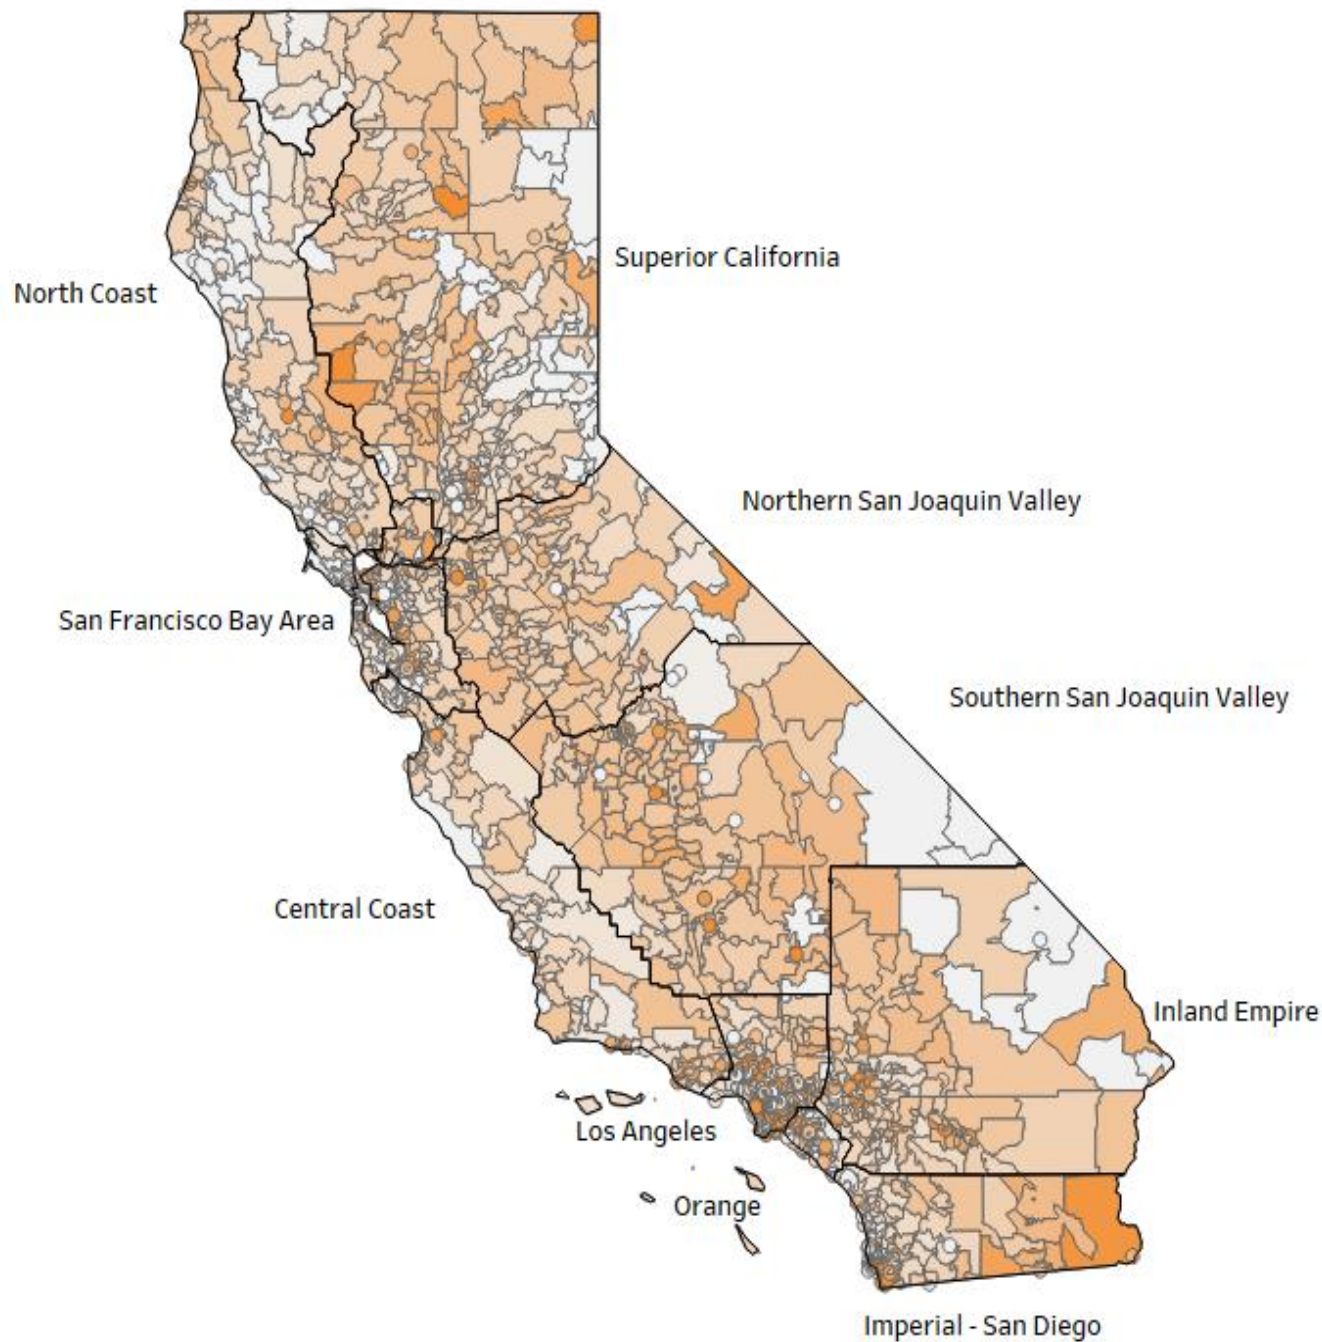 Superior California
North Coast
Northern San Joaquin Valley
San Francisco Bay Area
Southern San Joaquin Valley
Central Coast
Inland Empire
Los Angeles
Orange
Imperial - San Diego